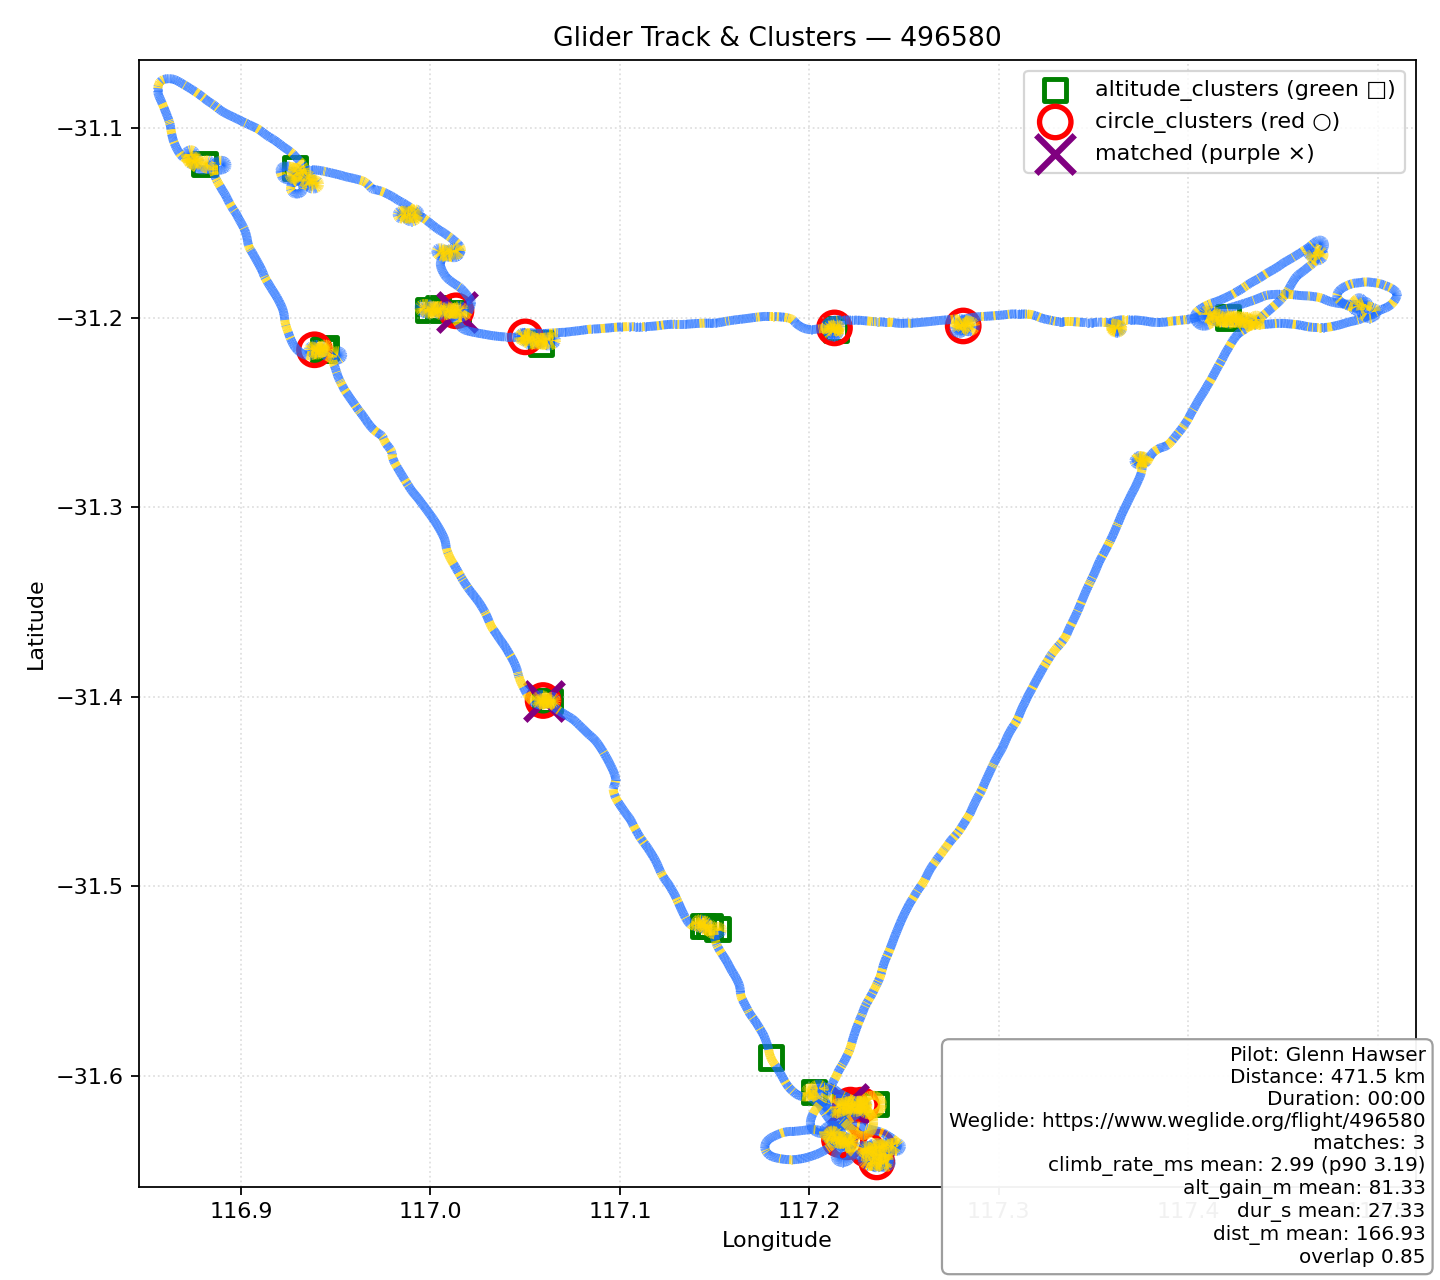 Glider Track & Clusters — 496580
altitude_clusters (green □)
circle_clusters (red ○)
matched (purple ×)
Latitude
−31.1
−31.2
−31.3
−31.4
−31.5
−31.6
116.9
117.0
117.1
117.2
117.3
117.4
Longitude
Pilot: Glenn Hawser
Distance: 471.5 km
Duration: 00:00
Weglide: https://www.weglide.org/flight/496580
matches: 3
climb_rate_ms mean: 2.99 (p90 3.19)
alt_gain_m mean: 81.33
dur_s mean: 27.33
dist_m mean: 166.93
overlap 0.85